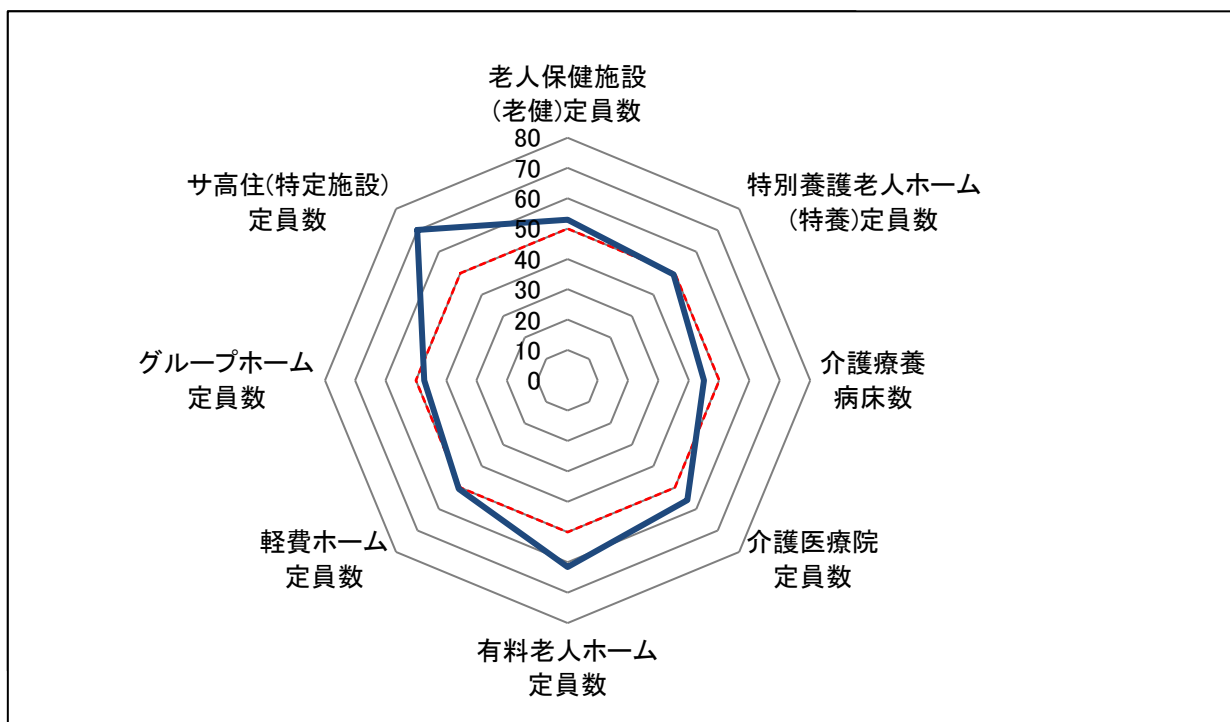 老人保健施設
(老健)定員数
特別養護老人ホーム
(特養)定員数
介護療養
病床数
介護医療院
定員数
有料老人ホーム
定員数
軽費ホーム
定員数
グループホーム
定員数
サ高住(特定施設)
定員数
80
70
60
50
40
30
20
10
0